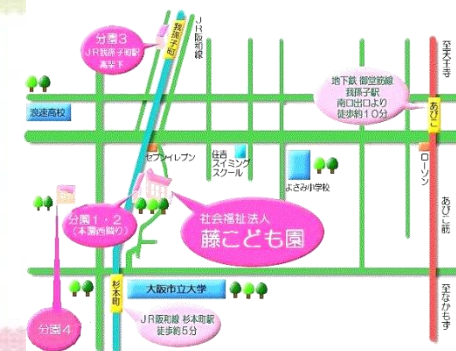 分園3
JR我孫子町駅
高架下
我孫子町
JR阪和線
至天王寺
地下鉄 御堂筋線
我孫子駅
南口出口より
徒歩約10分
あびこ
浪速高校
セブンイレブン
住吉
スイミング
スクール
よさみ小学校
ローソン
分園1・2
(本園西隣り)
社会福祉法人
藤こども園
あびこ筋
杉本町
大阪市立大学
至なかもず
分園4
JR阪和線 杉本町駅
徒歩約5分